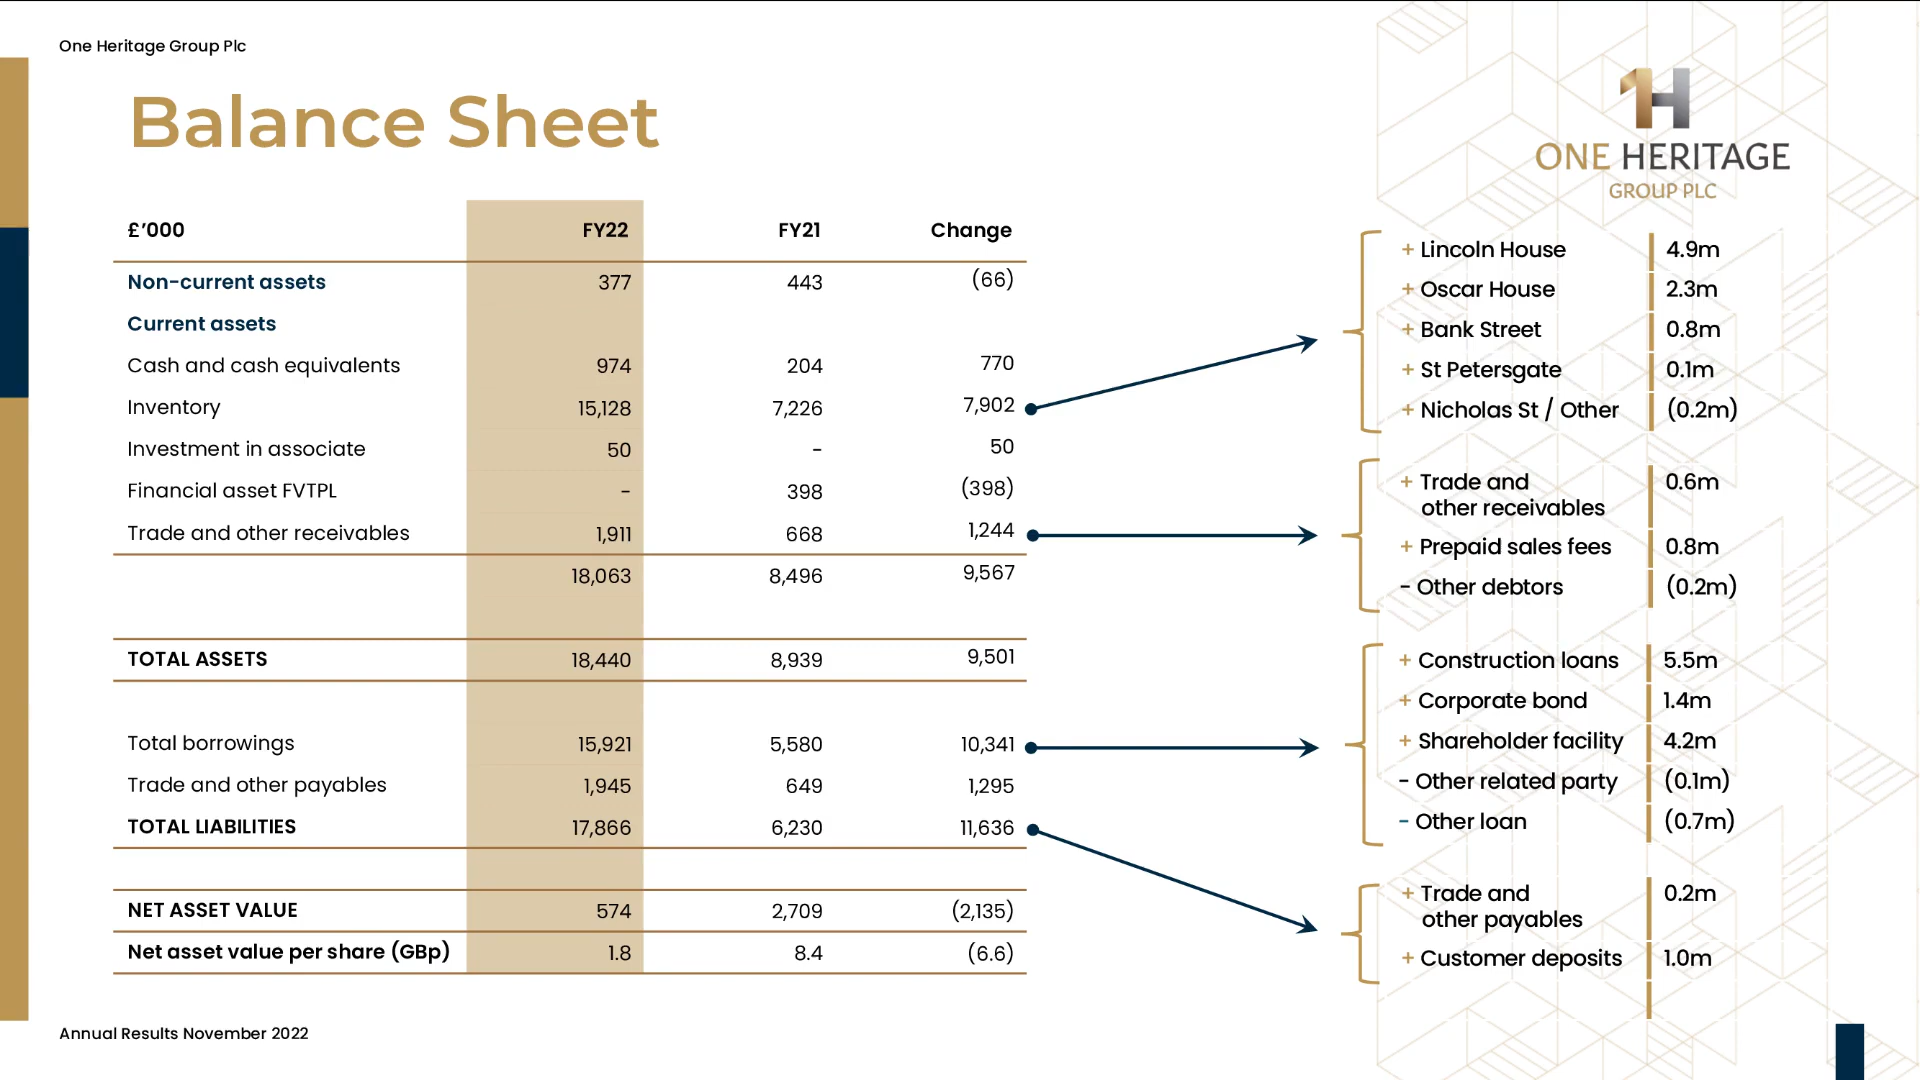 One Heritage Group Plc
Balance Sheet
ONE HERITAGE
GROUP PLC
£'000 FY22 FY21 Change
Non-current assets 377 443 (66)
Current assets
Cash and cash equivalents 974 204 770
Inventory 15,128 7,226 7,902
Investment in associate 50 - 50
Financial asset FVTPL - 398 (398)
Trade and other receivables 1,911 668 1,244
18,063 8,496 9,567
TOTAL ASSETS 18,440 8,939 9,501
Total borrowings 15,921 5,580 10,341
Trade and other payables 1,945 649 1,295
TOTAL LIABILITIES 17,866 6,230 11,636
NET ASSET VALUE 574 2,709 (2,135)
Net asset value per share (GBp) 1.8 8.4 (6.6)
+ Lincoln House 4.9m
+ Oscar House 2.3m
+ Bank Street 0.8m
+ St Petersgate 0.1m
+ Nicholas St / Other (0.2m)
+ Trade and 0.6m
other receivables
+ Prepaid sales fees 0.8m
- Other debtors (0.2m)
+ Construction loans 5.5m
+ Corporate bond 1.4m
+ Shareholder facility 4.2m
- Other related party (0.1m)
- Other loan (0.7m)
+ Trade and 0.2m
other payables
+ Customer deposits 1.0m
Annual Results November 2022